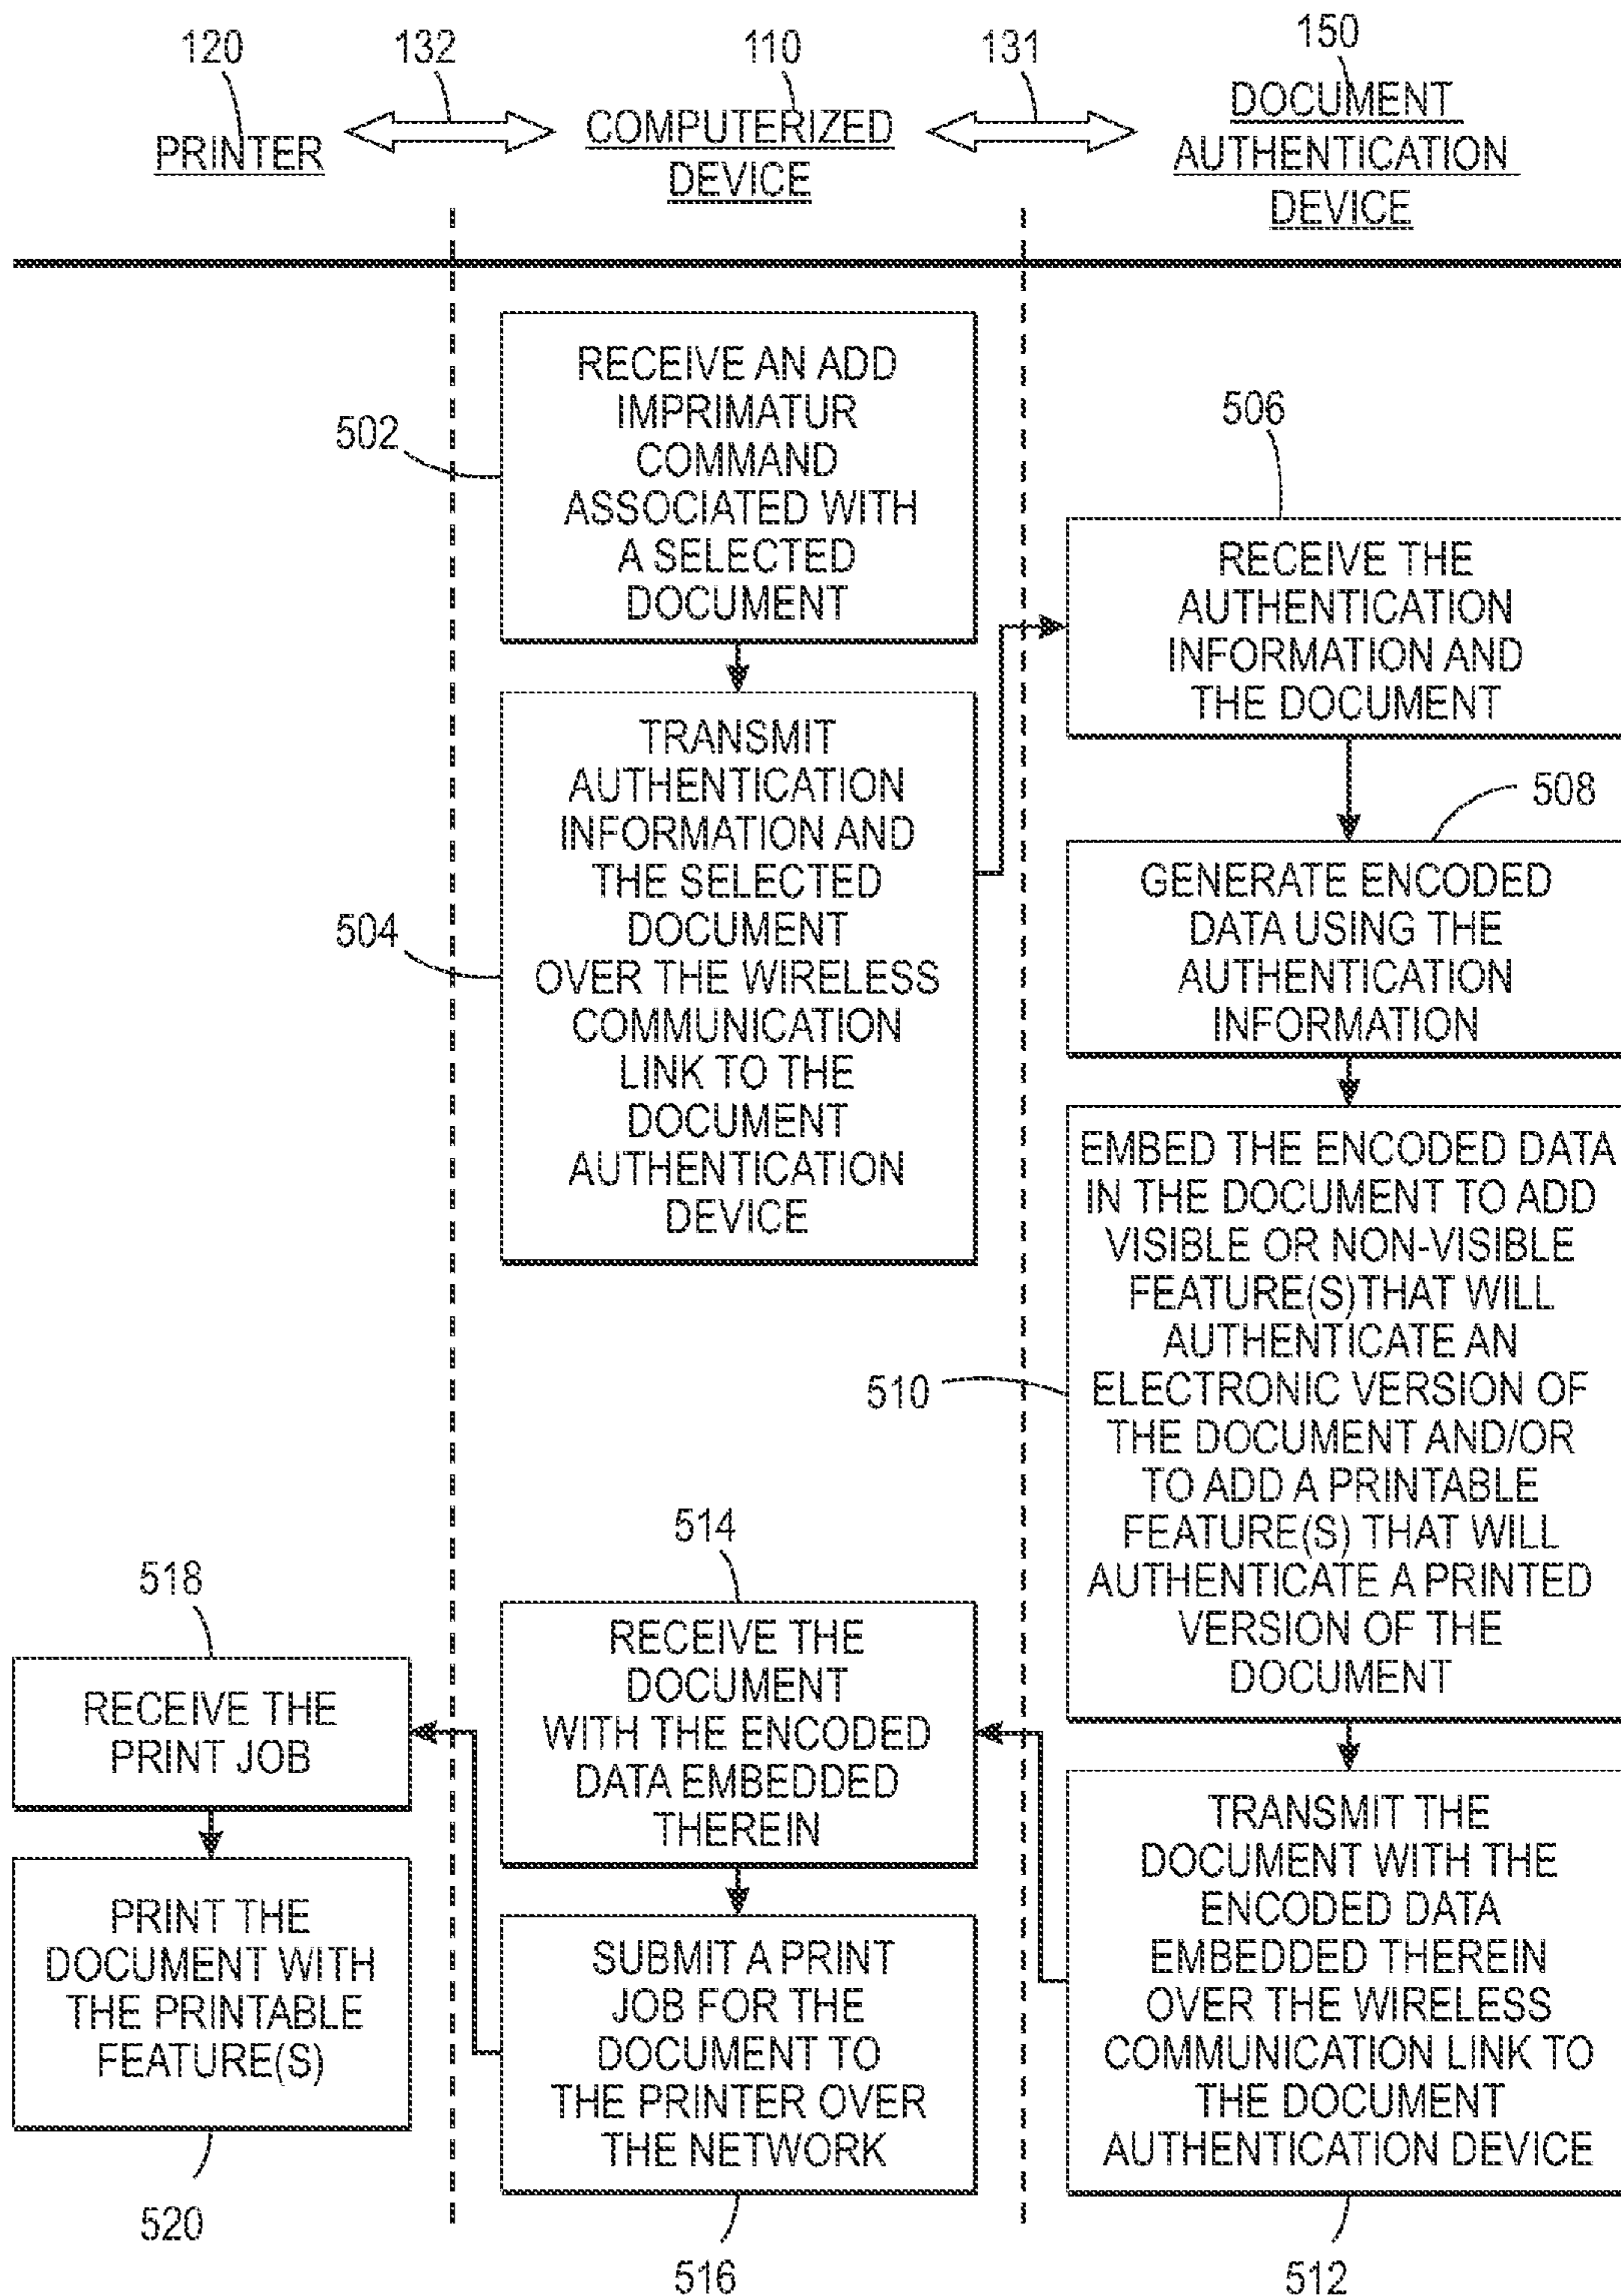 120
132
110
131
150
PRINTER
COMPUTERIZED
DEVICE
DOCUMENT
AUTHENTICATION
DEVICE
502
RECEIVE AN ADD
IMPRIMATUR
COMMAND
ASSOCIATED WITH
A SELECTED
DOCUMENT
504
TRANSMIT
AUTHENTICATION
INFORMATION AND
THE SELECTED
DOCUMENT
OVER THE WIRELESS
COMMUNICATION
LINK TO THE
DOCUMENT
AUTHENTICATION
DEVICE
506
RECEIVE THE
AUTHENTICATION
INFORMATION AND
THE DOCUMENT
508
GENERATE ENCODED
DATA USING THE
AUTHENTICATION
INFORMATION
510
EMBED THE ENCODED DATA
IN THE DOCUMENT TO ADD
VISIBLE OR NON-VISIBLE
FEATURE(S)THAT WILL
AUTHENTICATE AN
ELECTRONIC VERSION OF
THE DOCUMENT AND/OR
TO ADD A PRINTABLE
FEATURE(S) THAT WILL
AUTHENTICATE A PRINTED
VERSION OF THE
DOCUMENT
TRANSMIT THE
DOCUMENT WITH THE
ENCODED DATA
EMBEDDED THEREIN
OVER THE WIRELESS
COMMUNICATION LINK TO
THE DOCUMENT
AUTHENTICATION DEVICE
512
514
RECEIVE THE
DOCUMENT
WITH THE ENCODED
DATA EMBEDDED
THEREIN
SUBMIT A PRINT
JOB FOR THE
DOCUMENT TO
THE PRINTER OVER
THE NETWORK
516
518
RECEIVE THE
PRINT JOB
PRINT THE
DOCUMENT WITH
THE PRINTABLE
FEATURE(S)
520